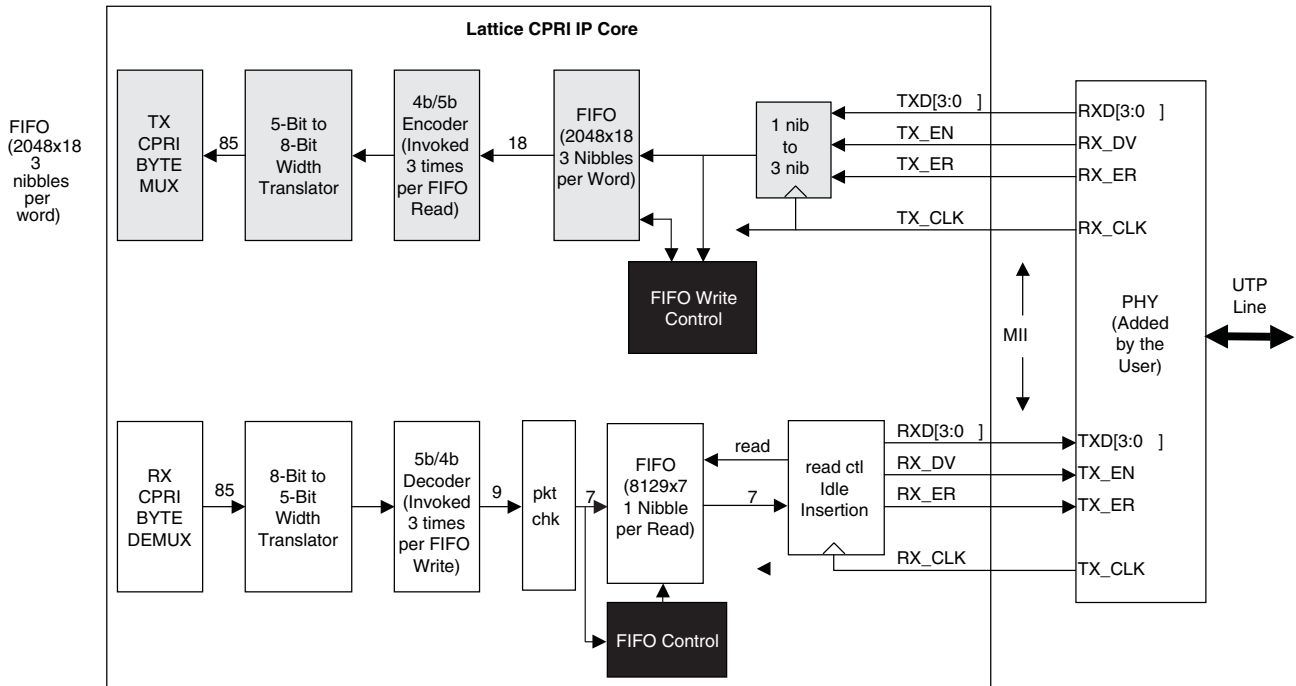 Lattice CPRI IP Core
FIFO
(2048x18
3
nibbles
per
word)
TX
CPRI
BYTE
MUX
85
5-Bit to
8-Bit
Width
Translator
4b/5b
Encoder
(Invoked
3 times
per FIFO
Read)
18
FIFO
(2048x18
3 Nibbles
per Word)
1 nib
to
3 nib
TXD[3:0 ]
TX_EN
TX_ER
TX_CLK
RXD[3:0 ]
RX_DV
RX_ER
RX_CLK
FIFO Write
Control
MII
PHY
(Added
by the
User)
UTP
Line
RX
CPRI
BYTE
DEMUX
85
8-Bit to
5-Bit
Width
Translator
5b/4b
Decoder
(Invoked
3 times
per FIFO
Write)
9
pkt
chk
7
FIFO
(8129x7
1 Nibble
per Read)
read
7
read ctl
Idle
Insertion
RXD[3:0 ]
RX_DV
RX_ER
RX_CLK
TXD[3:0 ]
TX_EN
TX_ER
TX_CLK
FIFO Control